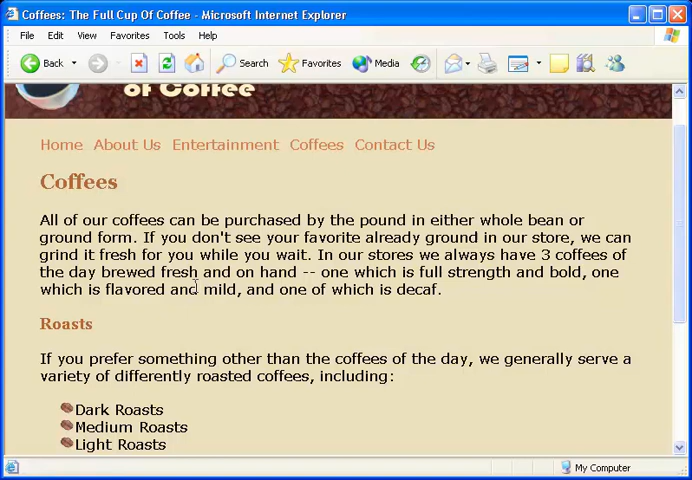 Coffees: The Full Cup Of Coffee - Microsoft Internet Explorer
File Edit View Favorites Tools Help
Back Search Favorites Media
of Coffee
Home About Us Entertainment Coffees Contact Us
Coffees
All of our coffees can be purchased by the pound in either whole bean or
ground form. If you don't see your favorite already ground in our store, we can
grind it fresh for you while you wait. In our stores we always have 3 coffees of
the day brewed fresh and on hand -- one which is full strength and bold, one
which is flavored and mild, and one of which is decaf.
Roasts
If you prefer something other than the coffees of the day, we generally serve a
variety of differently roasted coffees, including:
Dark Roasts
Medium Roasts
Light Roasts
My Computer